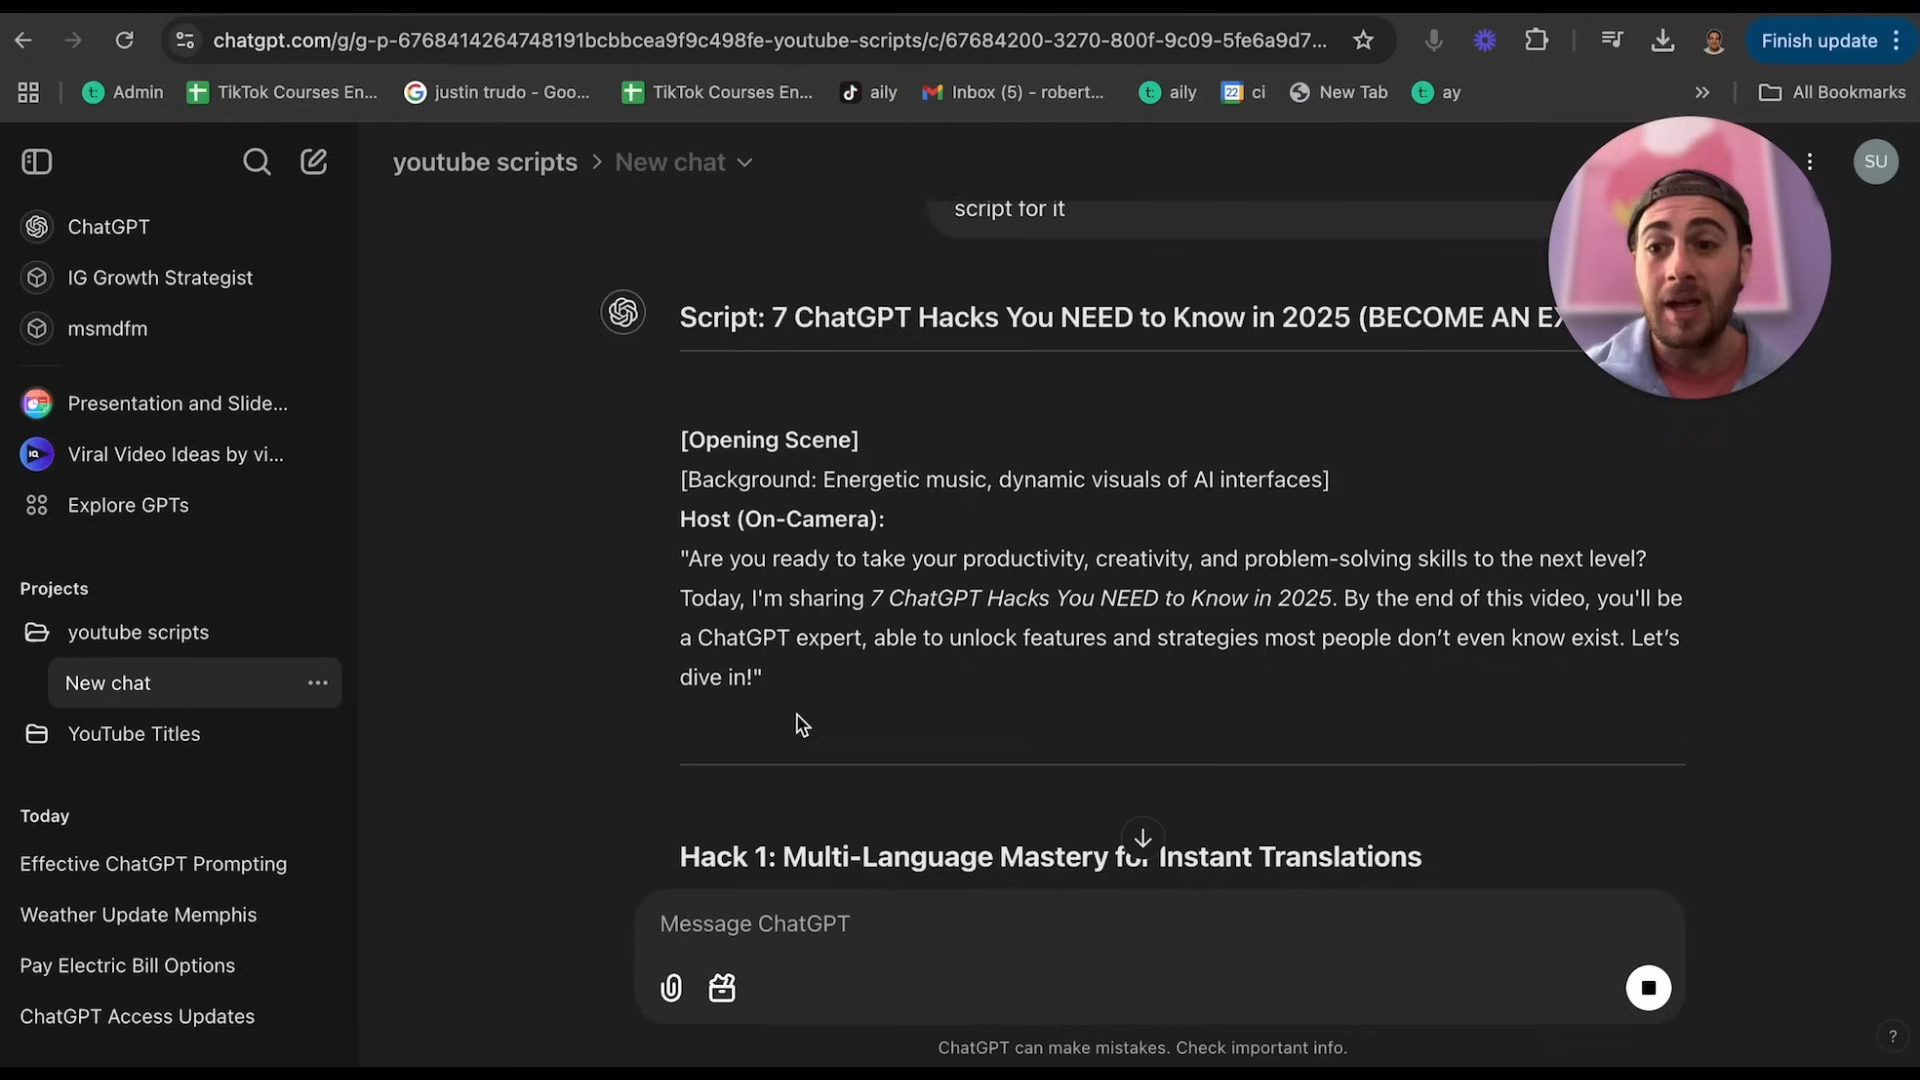 chatgpt.com/g/g-p-6768414264748191bcbbcea9f9c498fe-youtube-scripts/c/67684200-3270-800f-9c09-5fe6a9d7...
Finish update
Admin
TikTok Courses En...
justin trudo - Goo...
TikTok Courses En...
aily
Inbox (5) - robert...
aily
22
ci
New Tab
ay
All Bookmarks
youtube scripts > New chat
SU
script for it
ChatGPT
IG Growth Strategist
msmdfm
Presentation and Slide...
IQ
Viral Video Ideas by vi...
Explore GPTs
Projects
youtube scripts
New chat
YouTube Titles
Today
Effective ChatGPT Prompting
Weather Update Memphis
Pay Electric Bill Options
ChatGPT Access Updates
Script: 7 ChatGPT Hacks You NEED to Know in 2025 (BECOME AN EX
[Opening Scene]
[Background: Energetic music, dynamic visuals of AI interfaces]
Host (On-Camera):
"Are you ready to take your productivity, creativity, and problem-solving skills to the next level?
Today, I'm sharing 7 ChatGPT Hacks You NEED to Know in 2025. By the end of this video, you'll be
a ChatGPT expert, able to unlock features and strategies most people don’t even know exist. Let’s
dive in!"
Hack 1: Multi-Language Mastery for Instant Translations
Message ChatGPT
ChatGPT can make mistakes. Check important info.
?